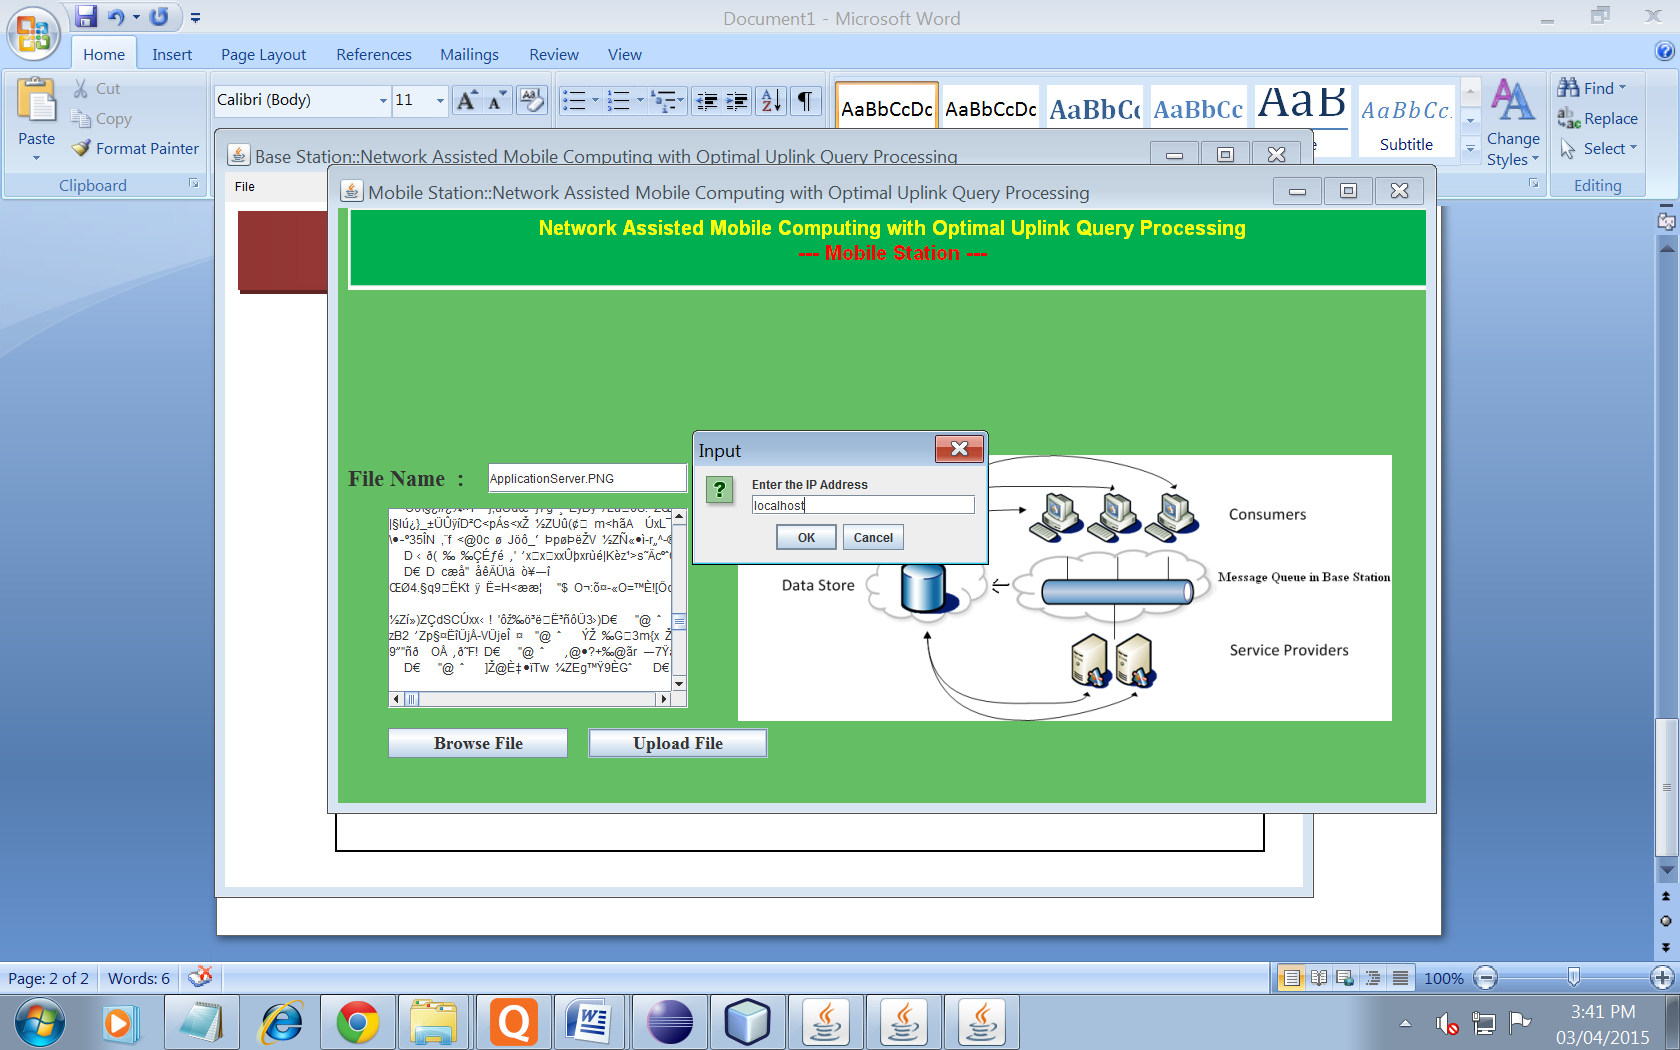 Document1 - Microsoft Word
Home Insert Page Layout References Mailings Review View
Paste
Cut
Copy
Format Painter
Clipboard
Calibri (Body) 11
AaBbCcDc AaBbCcDc AaBbC AaBbCc AaB AaBbCc.
Subtitle
Change
Styles
Find
Replace
Select
Editing
Base Station::Network Assisted Mobile Computing with Optimal Uplink Query Processing
File
Mobile Station::Network Assisted Mobile Computing with Optimal Uplink Query Processing
Network Assisted Mobile Computing with Optimal Uplink Query Processing
--- Mobile Station ---
Input
Enter the IP Address
localhost
OK Cancel
File Name :
ApplicationServer.PNG
Browse File Upload File
Consumers
Data Store
Message Queue in Base Station
Service Providers
Page: 2 of 2 Words: 6
100%
3:41 PM
03/04/2015